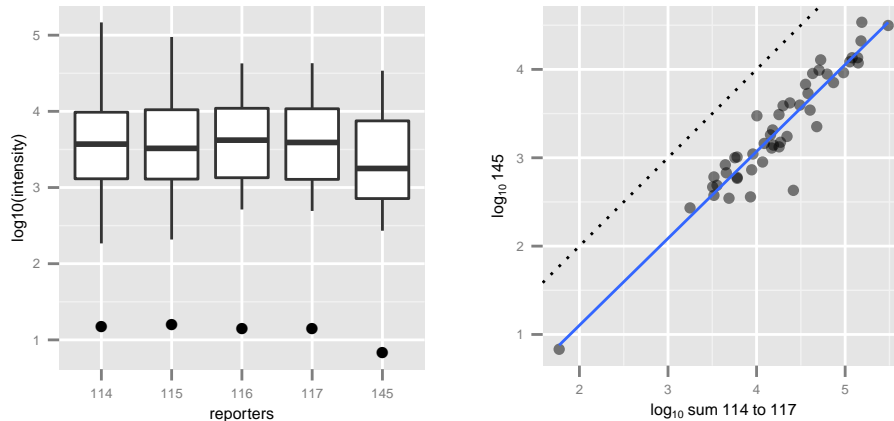 log10(intensity)
5
4
3
2
1
114 115 116 117 145
reporters
log₁₀ 145
4
3
2
1
2 3 4 5
log₁₀ sum 114 to 117